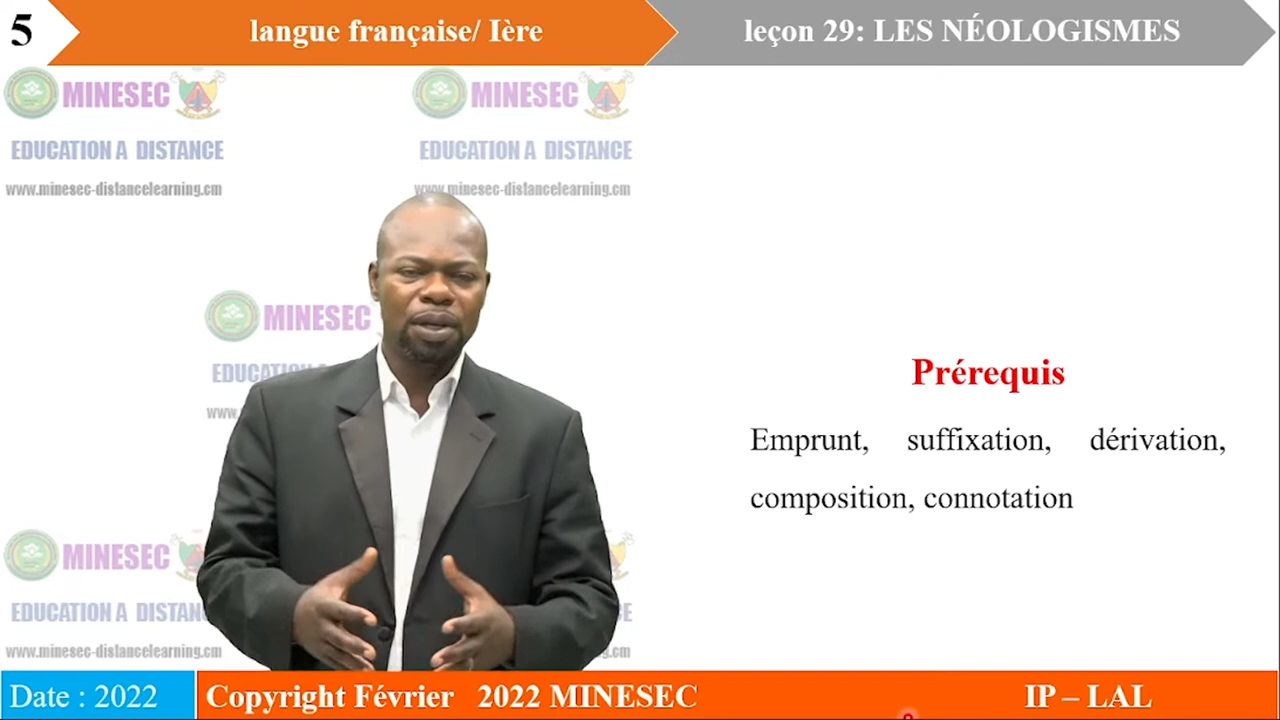 5
langue française/ Ière
leçon 29: LES NÉOLOGISMES
MINESEC
MINESEC
EDUCATION A DISTANCE
EDUCATION A DISTANCE
www.minesec-distancelearning.cm
www.minesec-distancelearning.cm
MINESEC
Prérequis
Emprunt, suffixation, dérivation,
composition, connotation
MINESEC
EDUCATION A DISTAN
www.minesec-distancelearning.cm
Date : 2022
Copyright Février 2022 MINESEC
IP – LAL